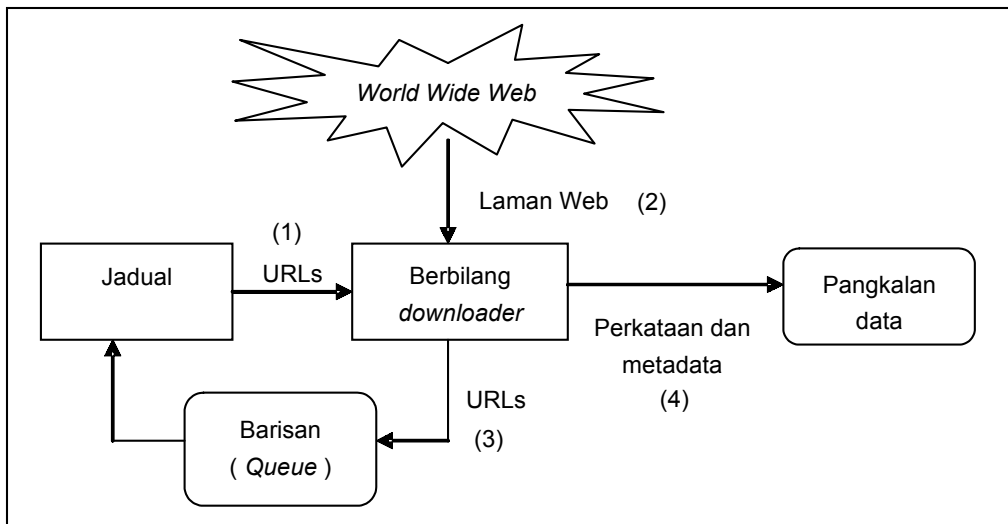 World Wide Web
Laman Web (2)
(1)
URLs
Jadual
Berbilang
downloader
Pangkalan
data
Perkataan dan
metadata
(4)
URLs
(3)
Barisan
( Queue )